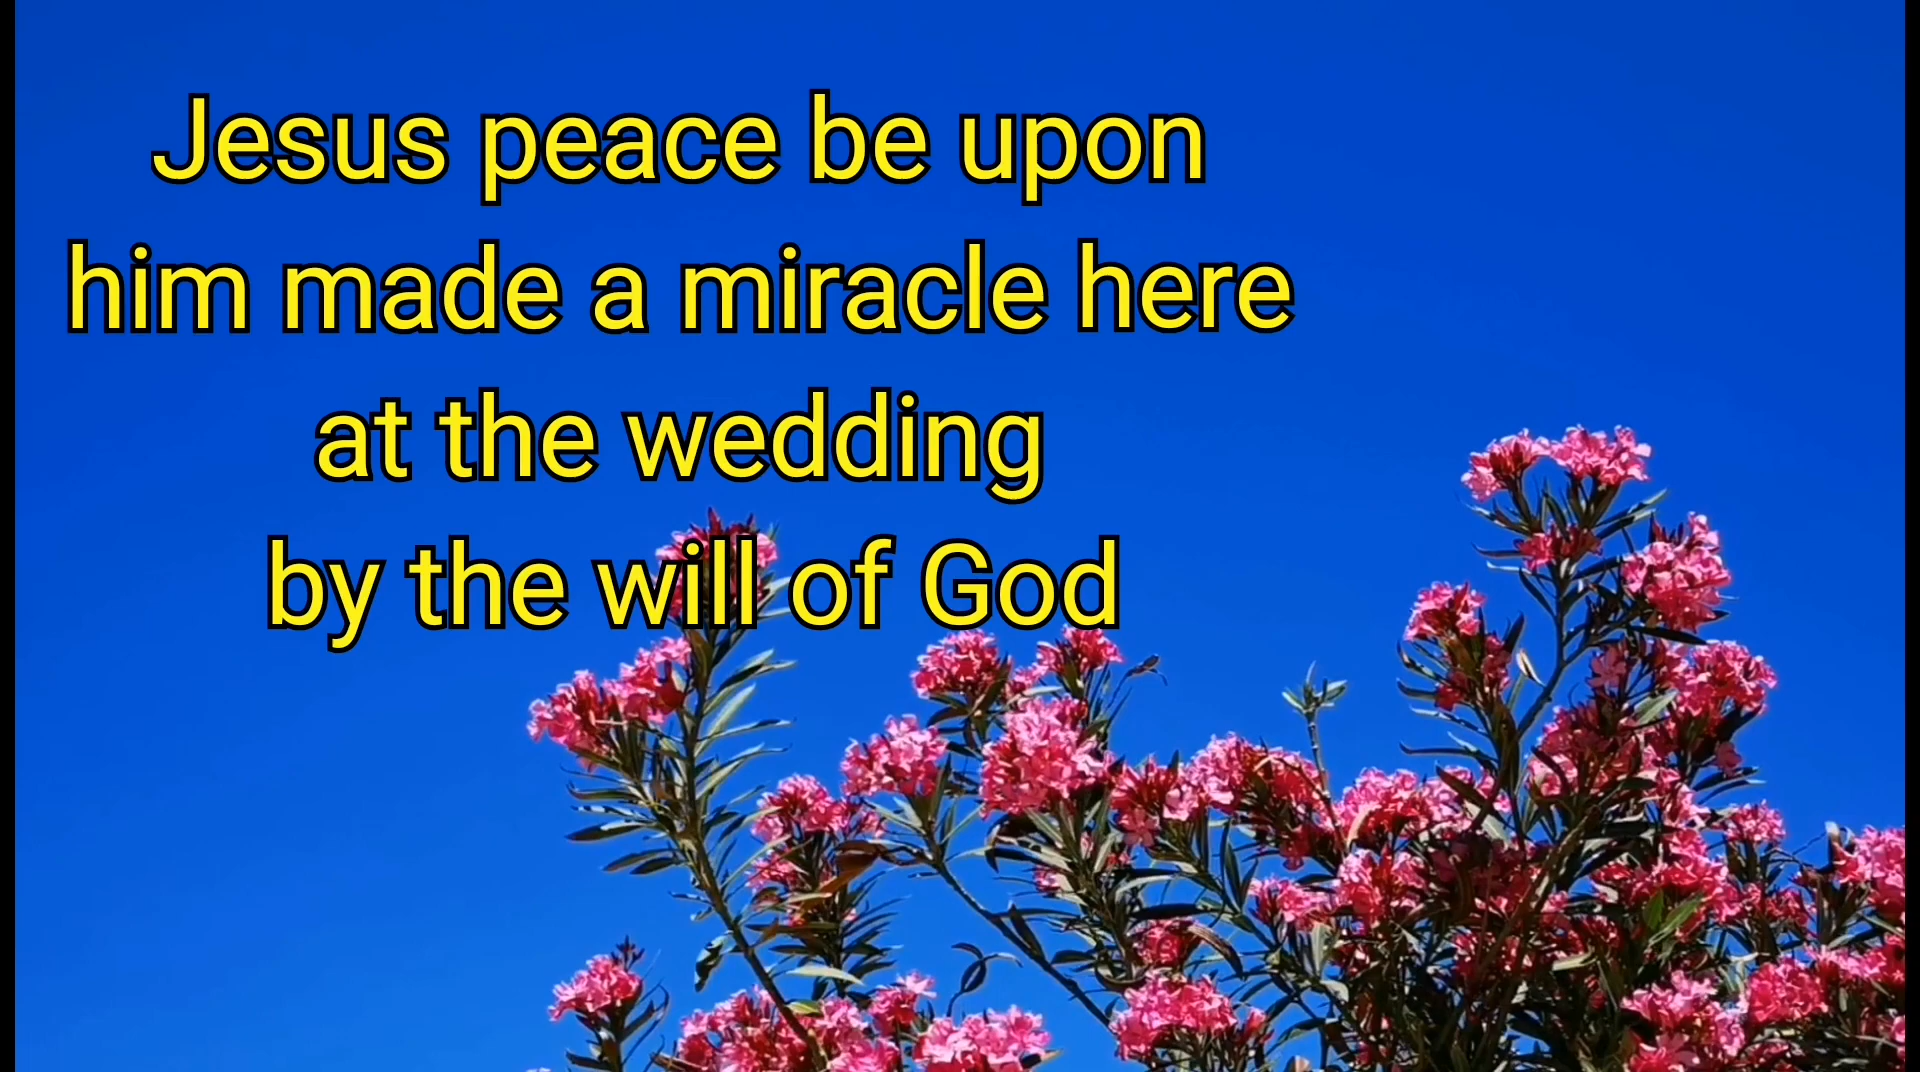 Jesus peace be upon
him made a miracle here
at the wedding
by the will of God